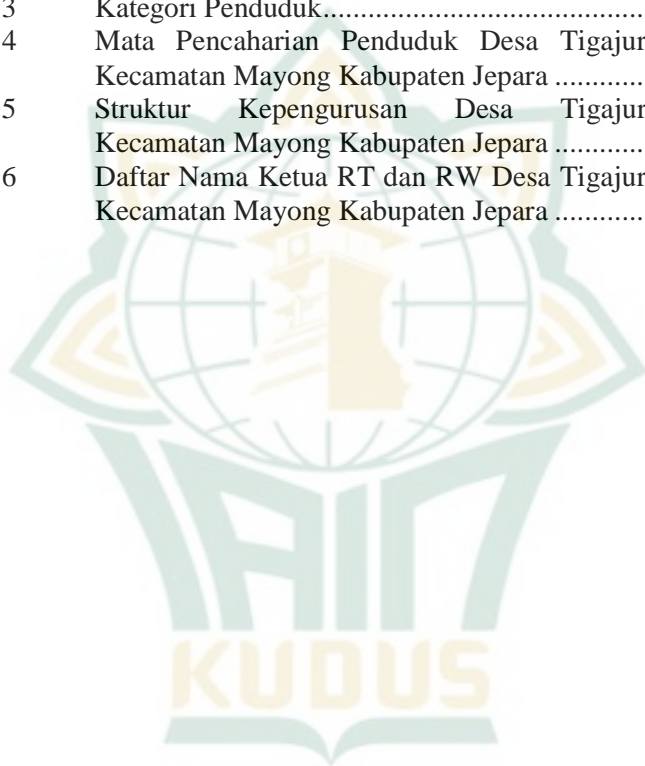 3 Kategori Penduduk.......................................
4 Mata Pencaharian Penduduk Desa Tigajur
Kecamatan Mayong Kabupaten Jepara ............
5 Struktur Kepengurusan Desa Tigajur
Kecamatan Mayong Kabupaten Jepara ............
6 Daftar Nama Ketua RT dan RW Desa Tigajur
Kecamatan Mayong Kabupaten Jepara ............
IAIN
KUDUS